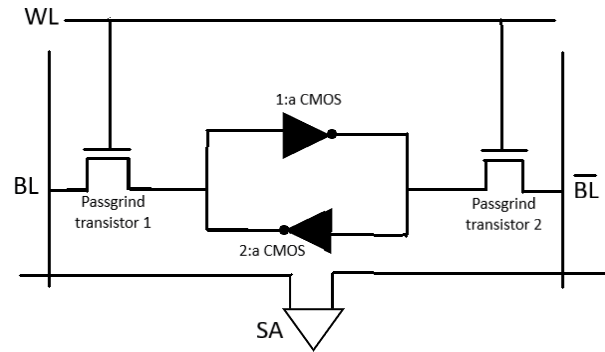 WL
1:a CMOS
BL
Passgrind
transistor 1
Passgrind
transistor 2
BL
2:a CMOS
SA